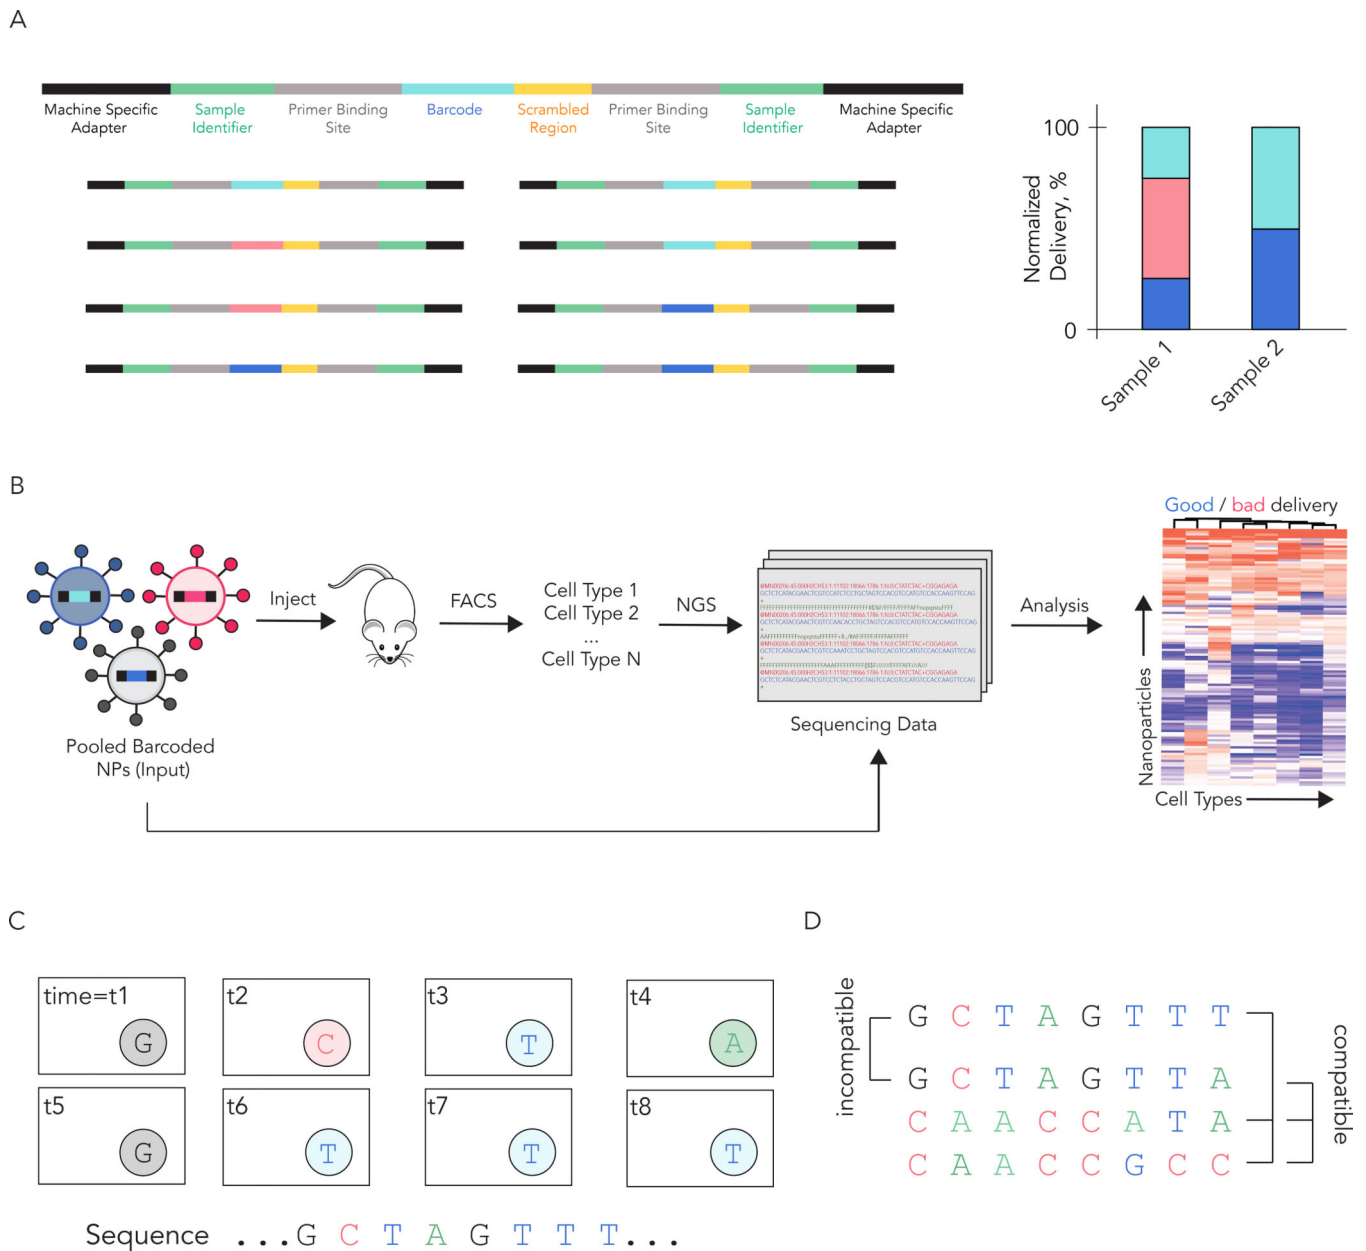 A
Machine Specific Adapter
Sample Identifier
Primer Binding Site
Barcode
Scrambled Region
Primer Binding Site
Sample Identifier
Machine Specific Adapter
Normalized Delivery, %
100
0
Sample 1
Sample 2
B
Pooled Barcoded NPs (Input)
Inject
FACS
Cell Type 1
Cell Type 2
...
Cell Type N
NGS
Sequencing Data
Analysis
Good / bad delivery
Nanoparticles
Cell Types
C
time=t1
G
t2
C
t3
T
t4
A
t5
G
t6
T
t7
T
t8
T
Sequence ...G C T A G T T T...
D
incompatible
compatible
G C T A G T T T
G C T A G T T A
C A A C C A T A
C A A C C G C C